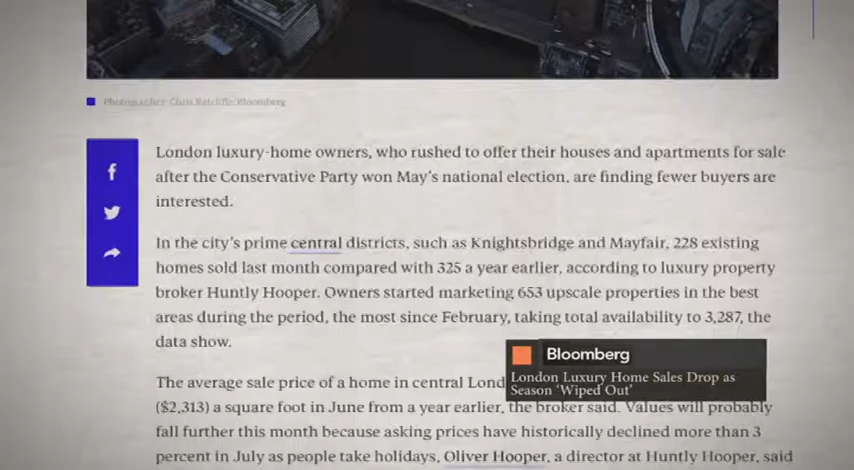 Photographer: Chris Ratcliffe/Bloomberg
London luxury-home owners, who rushed to offer their houses and apartments for sale
after the Conservative Party won May's national election, are finding fewer buyers are
interested.
In the city's prime central districts, such as Knightsbridge and Mayfair, 228 existing
homes sold last month compared with 325 a year earlier, according to luxury property
broker Huntly Hooper. Owners started marketing 653 upscale properties in the best
areas during the period, the most since February, taking total availability to 3,287, the
data show.
Bloomberg
London Luxury Home Sales Drop as
Season 'Wiped Out'
The average sale price of a home in central Lond
($2,313) a square foot in June from a year earlier, the broker said. Values will probably
fall further this month because asking prices have historically declined more than 3
percent in July as people take holidays, Oliver Hooper, a director at Huntly Hooper, said